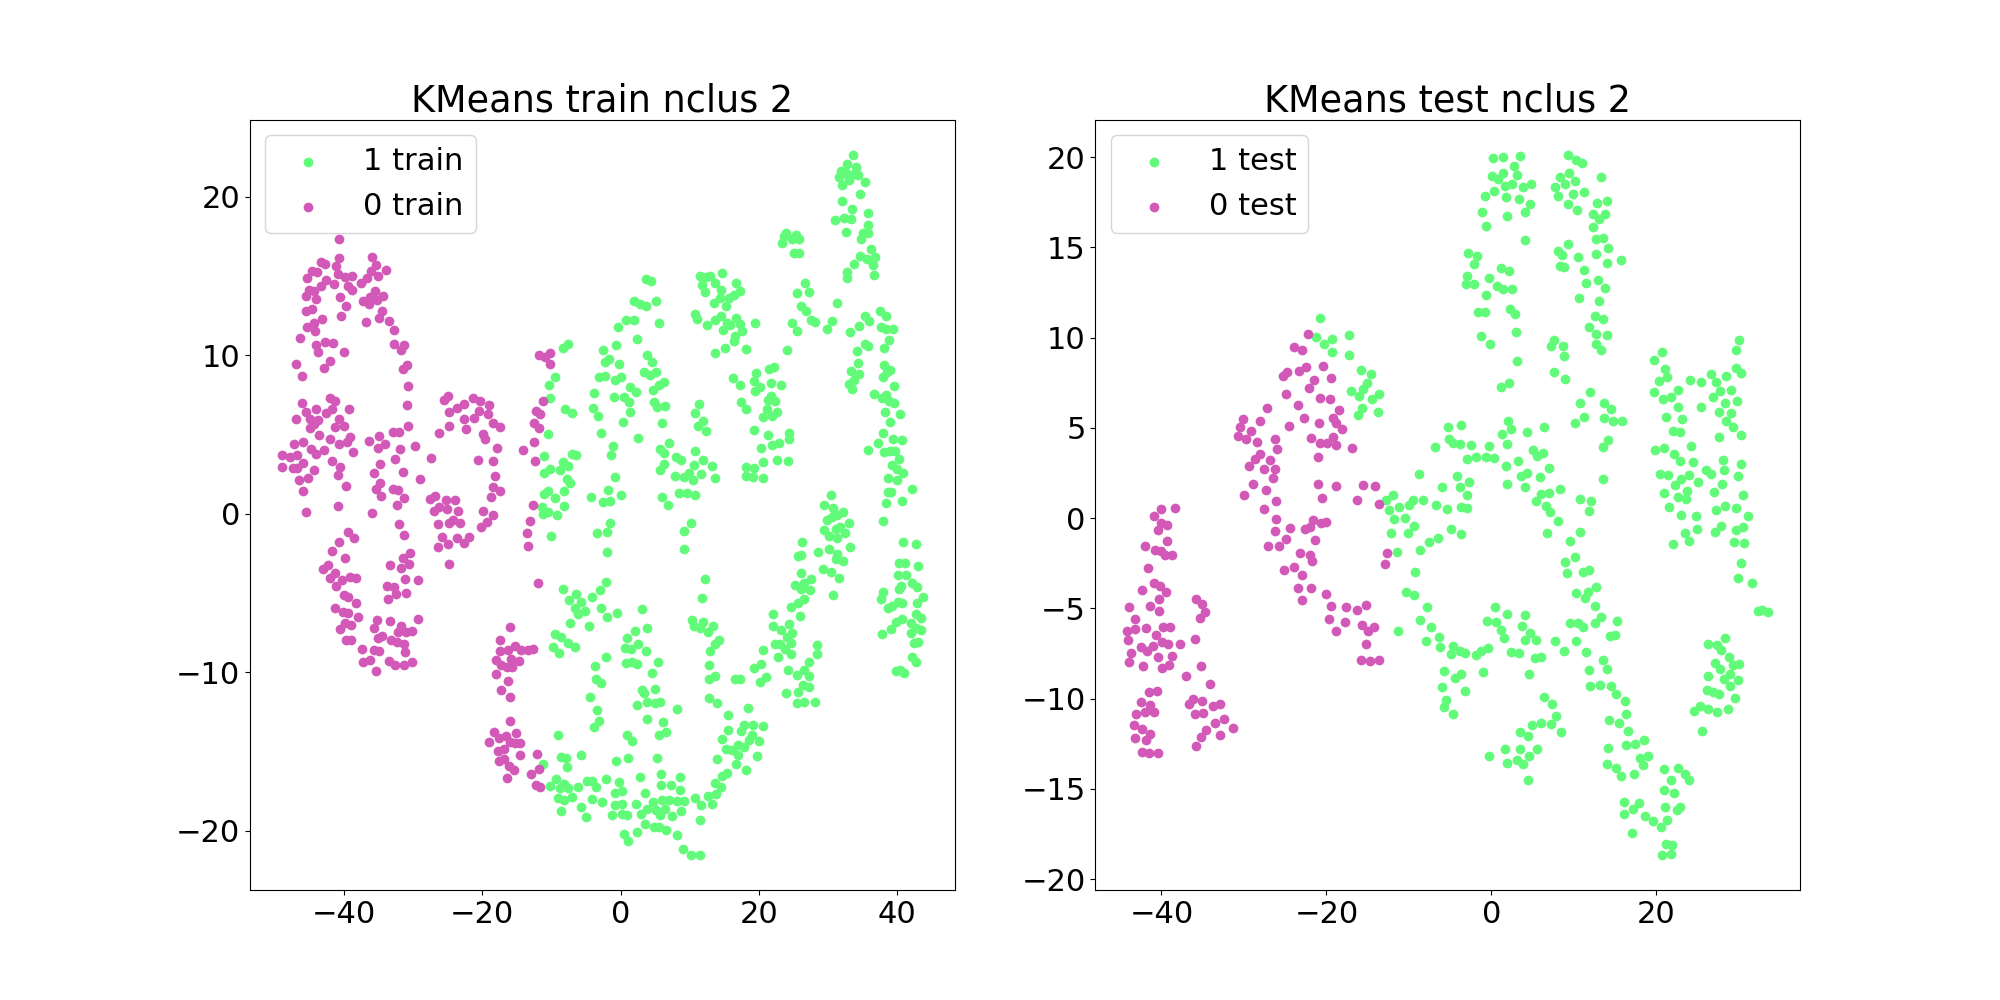 KMeans train nclus 2
1 train
0 train
20
10
0
−10
−20
−40 −20 0 20 40
KMeans test nclus 2
1 test
0 test
20
15
10
5
0
−5
−10
−15
−20
−40 −20 0 20